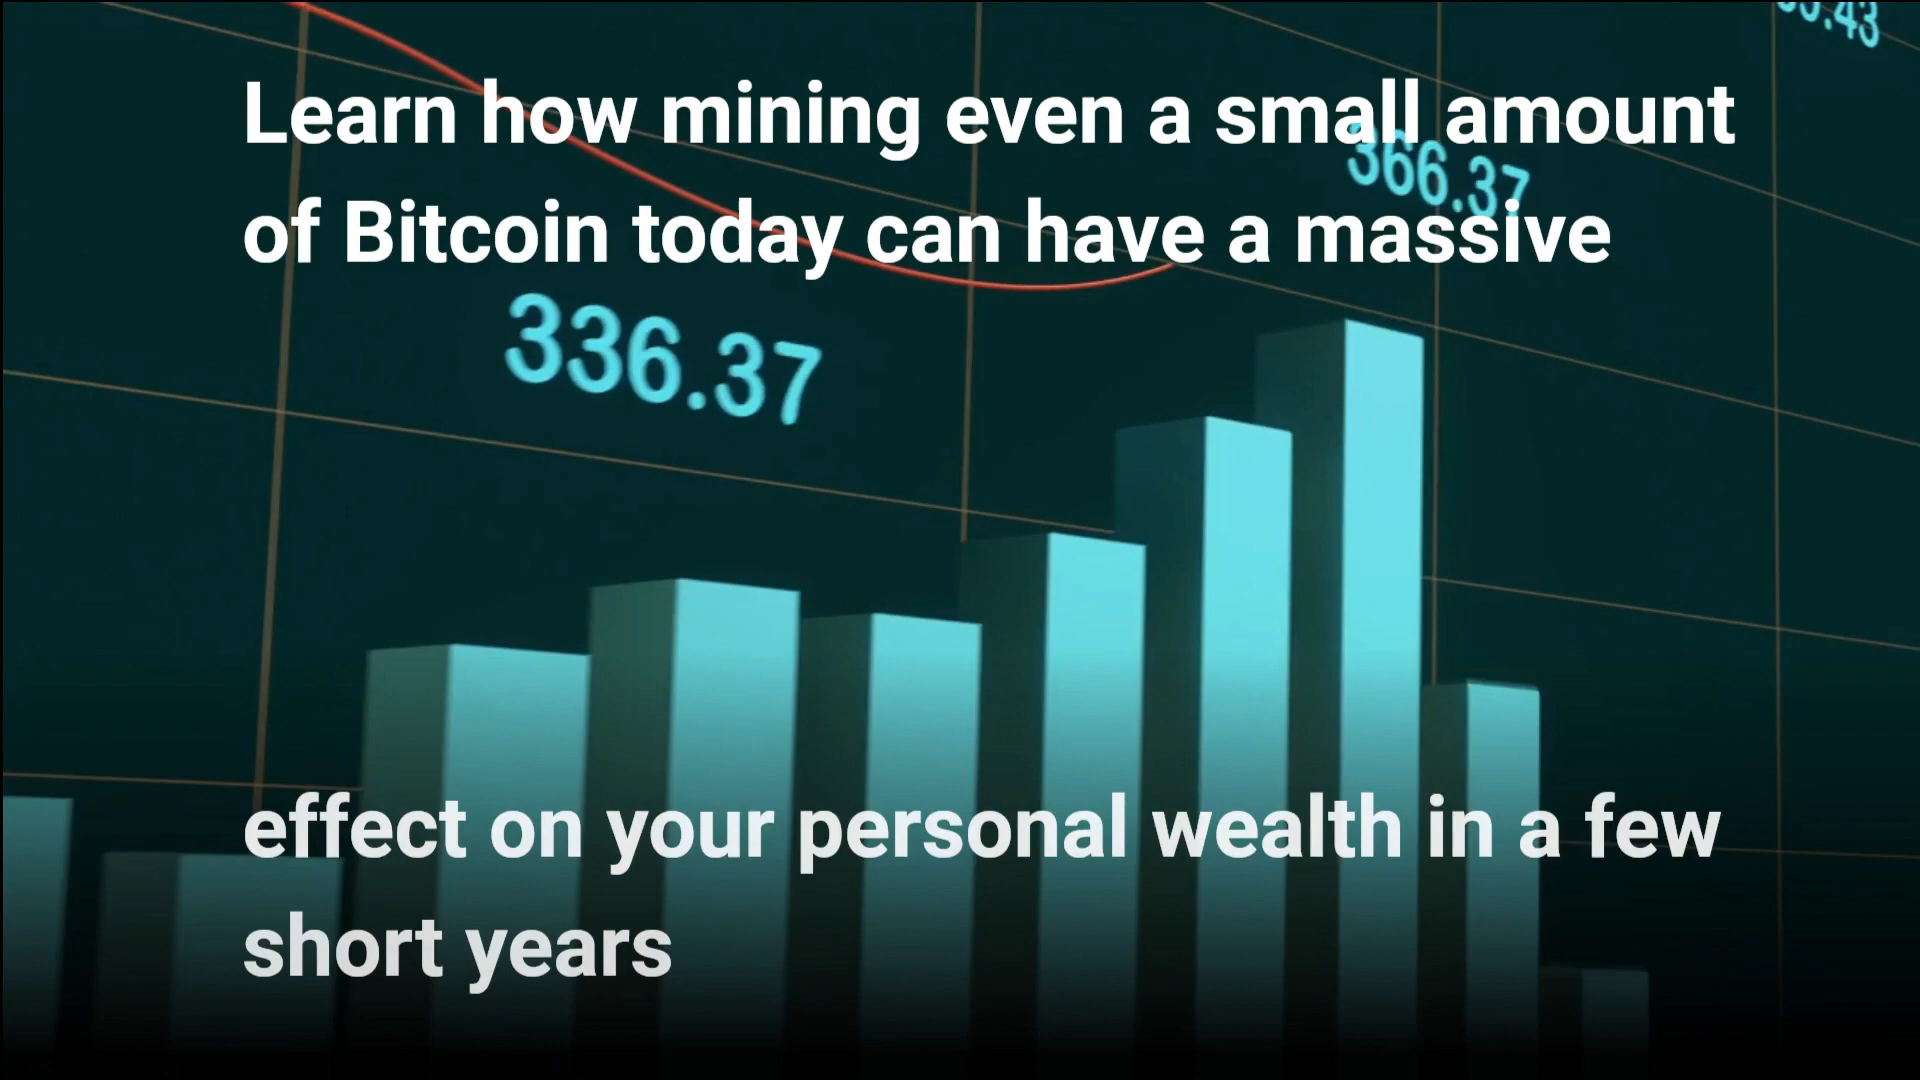 Learn how mining even a small amount
of Bitcoin today can have a massive
366.37
336.37
effect on your personal wealth in a few
short years